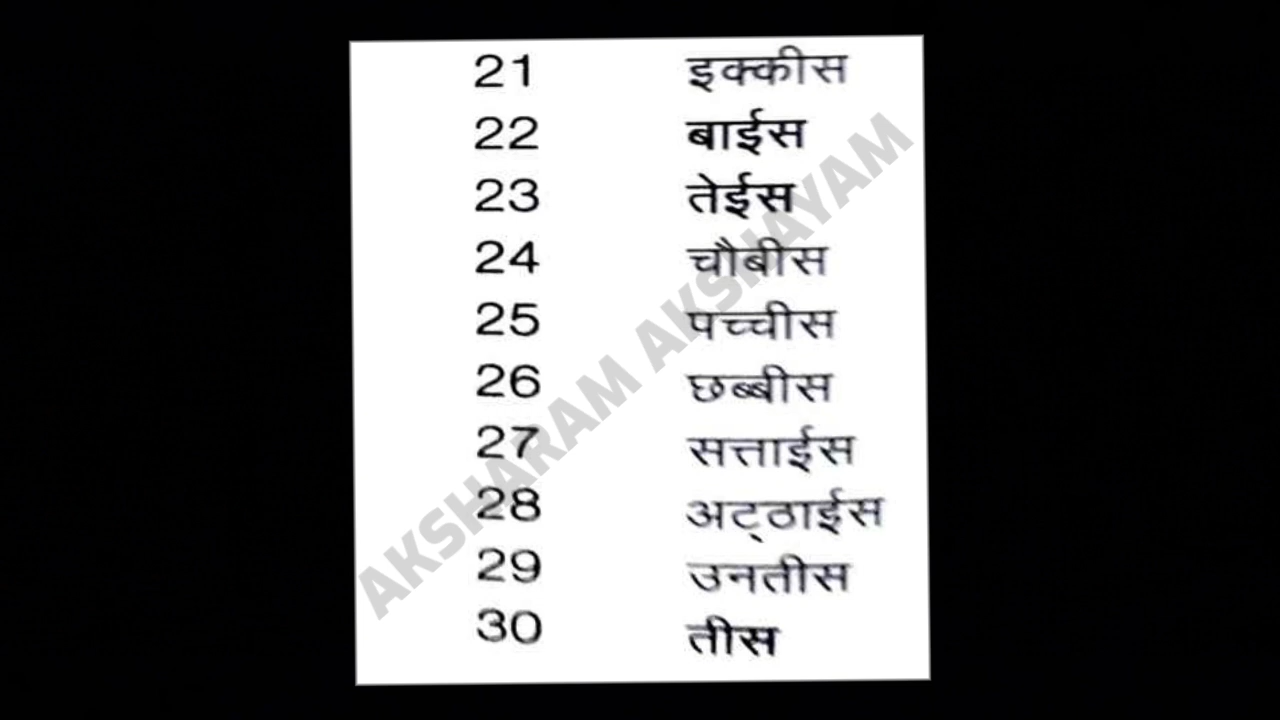 21 इक्कीस
22 बाईस
23 तेईस
24 चौबीस
25 पच्चीस
26 छब्बीस
27 सत्ताईस
28 अट्ठाईस
29 उनतीस
30 तीस
AKSHARAM AKSHAYAM